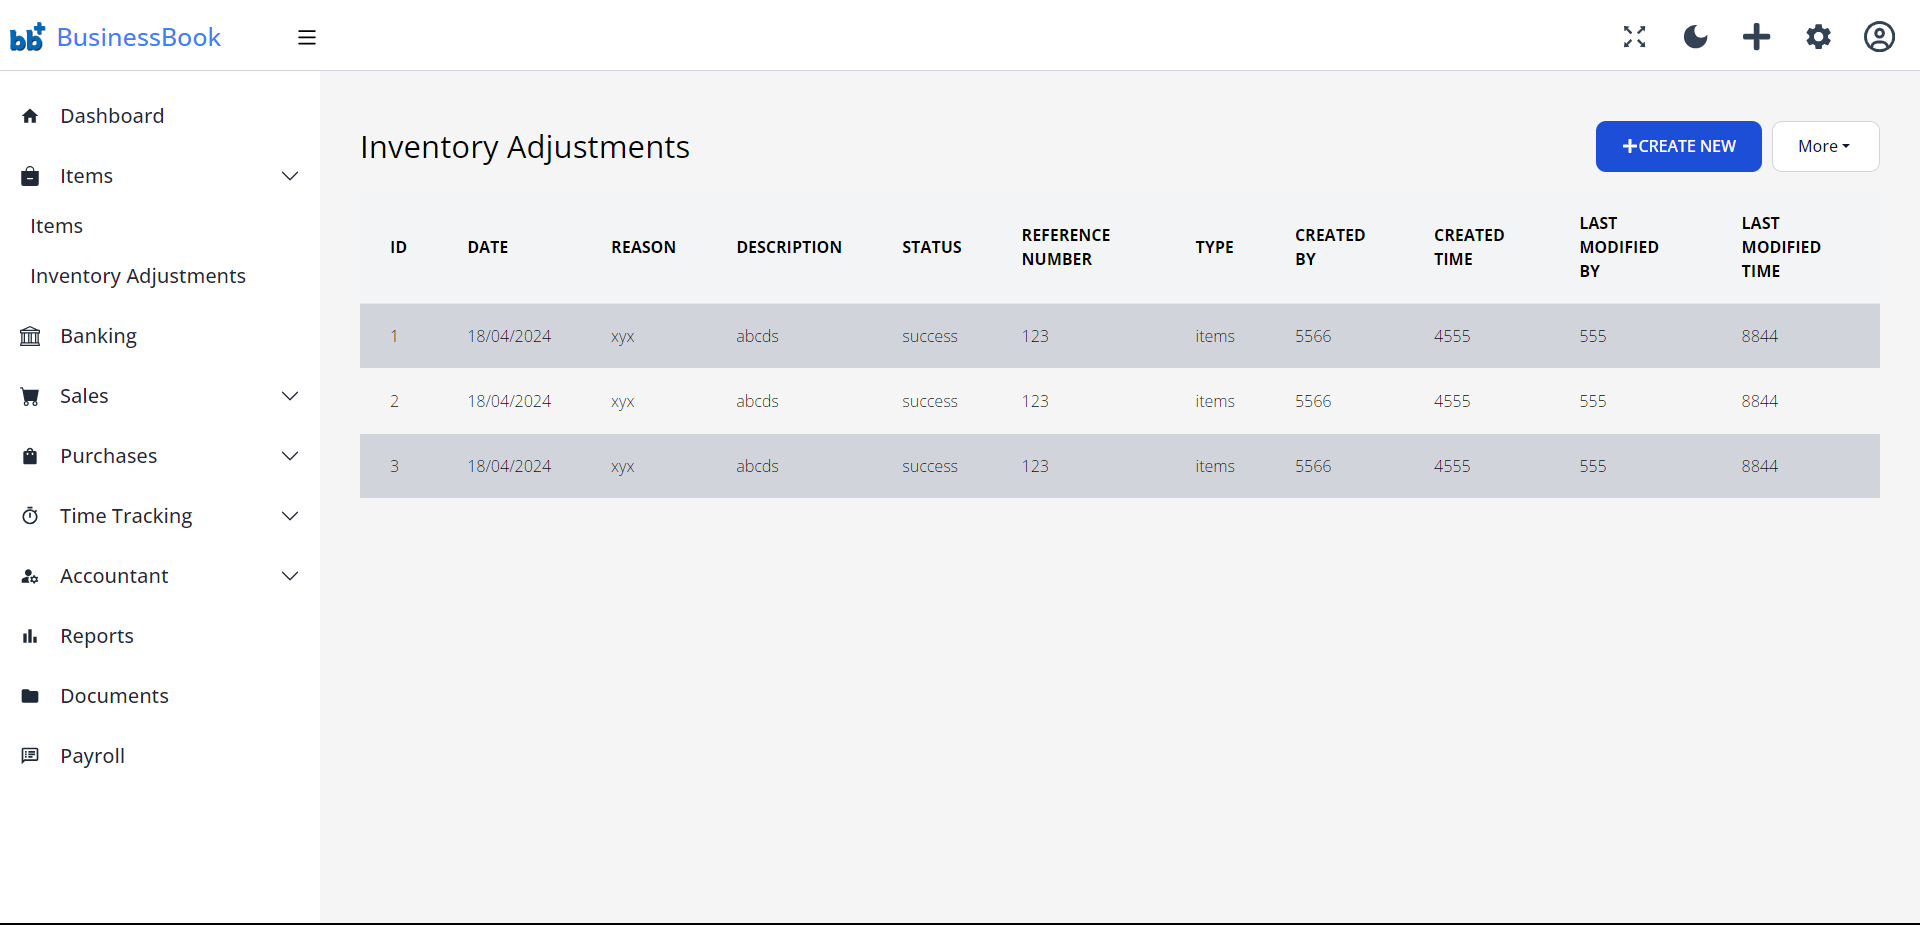 bb+ BusinessBook
Dashboard
Items
Items
Inventory Adjustments
Banking
Sales
Purchases
Time Tracking
Accountant
Reports
Documents
Payroll
Inventory Adjustments
CREATE NEW
More
ID DATE REASON DESCRIPTION STATUS REFERENCE NUMBER TYPE CREATED BY CREATED TIME LAST MODIFIED BY LAST MODIFIED TIME
1 18/04/2024 xyx abcds success 123 items 5566 4555 555 8844
2 18/04/2024 xyx abcds success 123 items 5566 4555 555 8844
3 18/04/2024 xyx abcds success 123 items 5566 4555 555 8844